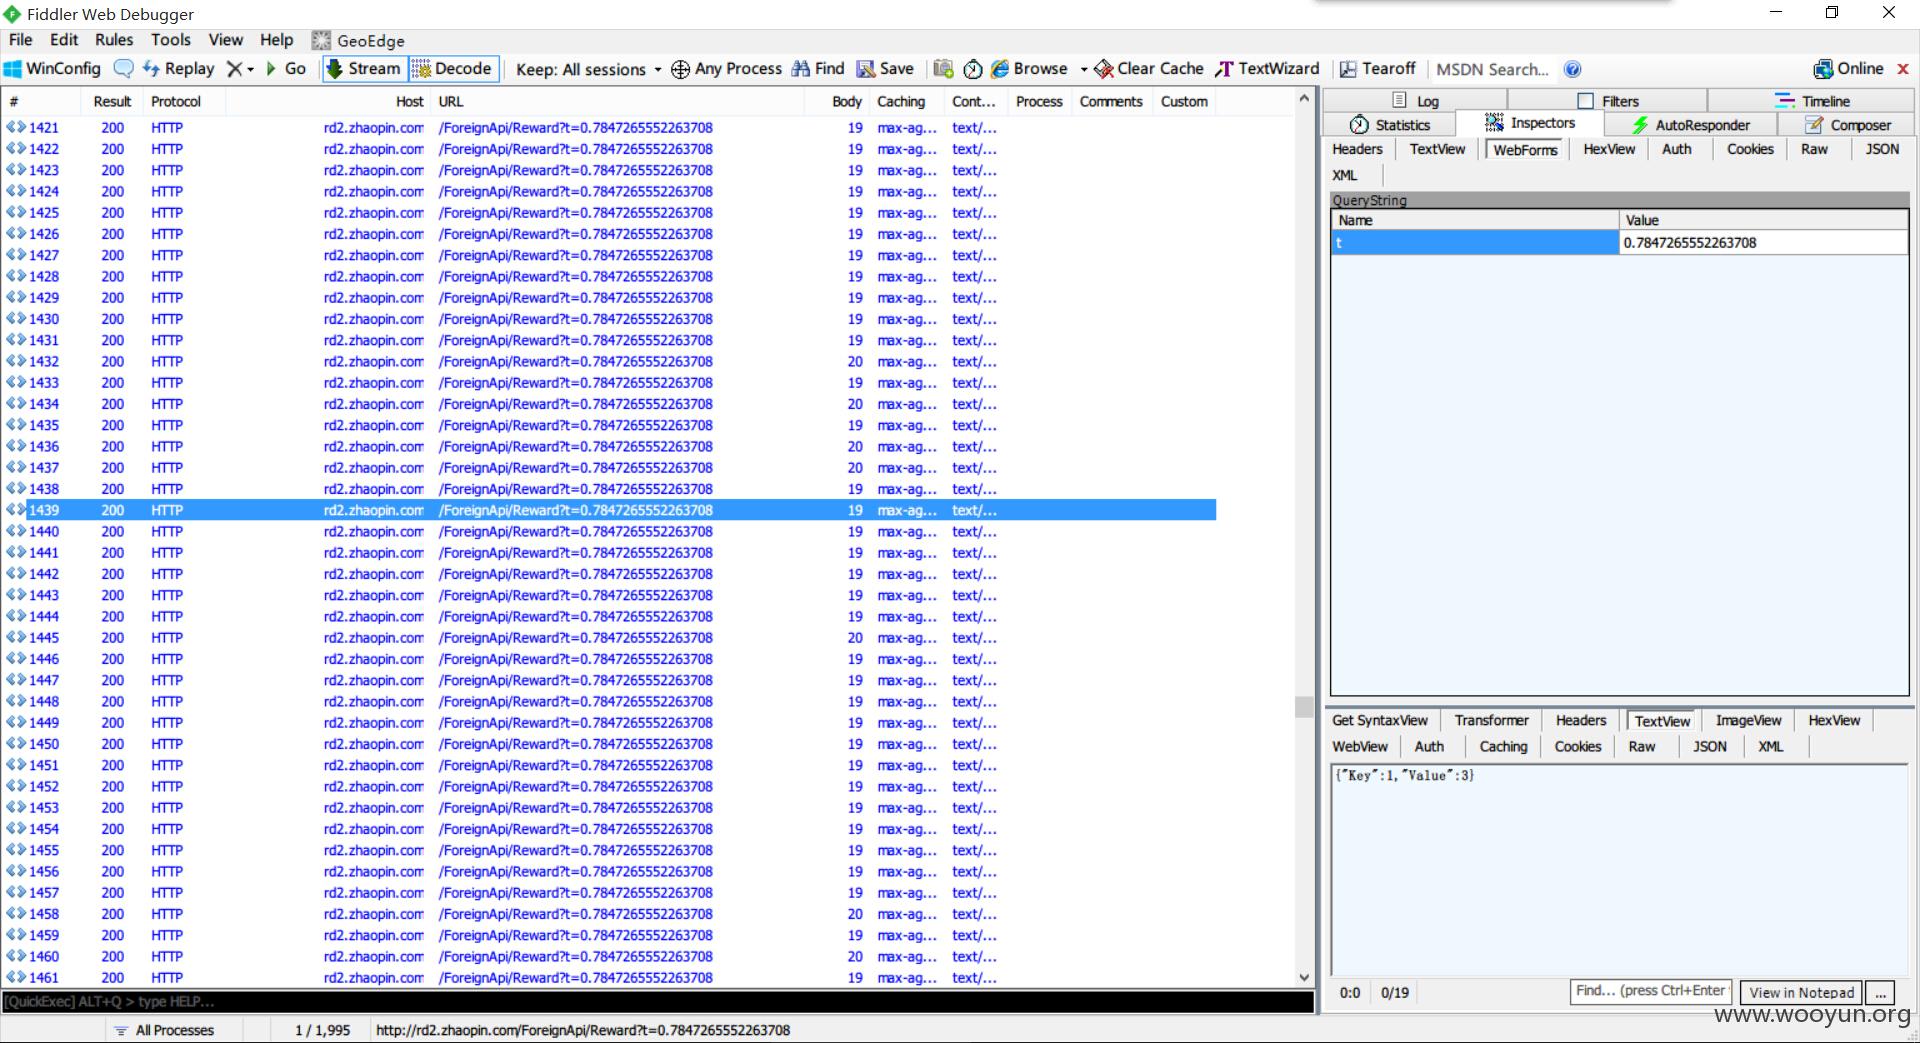 Fiddler Web Debugger
File Edit Rules Tools View Help GeoEdge
WinConfig Replay Go Stream Decode Keep: All sessions Any Process Find Save Browse Clear Cache TextWizard Tearoff MSDN Search... Online
# Result Protocol Host URL Body Caching Cont... Process Comments Custom
1421 200 HTTP rd2.zhaopin.com /ForeignApi/Reward?t=0.7847265552263708 19 max-ag... text/...
1422 200 HTTP rd2.zhaopin.com /ForeignApi/Reward?t=0.7847265552263708 19 max-ag... text/...
1423 200 HTTP rd2.zhaopin.com /ForeignApi/Reward?t=0.7847265552263708 19 max-ag... text/...
1424 200 HTTP rd2.zhaopin.com /ForeignApi/Reward?t=0.7847265552263708 19 max-ag... text/...
1425 200 HTTP rd2.zhaopin.com /ForeignApi/Reward?t=0.7847265552263708 19 max-ag... text/...
1426 200 HTTP rd2.zhaopin.com /ForeignApi/Reward?t=0.7847265552263708 19 max-ag... text/...
1427 200 HTTP rd2.zhaopin.com /ForeignApi/Reward?t=0.7847265552263708 19 max-ag... text/...
1428 200 HTTP rd2.zhaopin.com /ForeignApi/Reward?t=0.7847265552263708 19 max-ag... text/...
1429 200 HTTP rd2.zhaopin.com /ForeignApi/Reward?t=0.7847265552263708 19 max-ag... text/...
1430 200 HTTP rd2.zhaopin.com /ForeignApi/Reward?t=0.7847265552263708 19 max-ag... text/...
1431 200 HTTP rd2.zhaopin.com /ForeignApi/Reward?t=0.7847265552263708 19 max-ag... text/...
1432 200 HTTP rd2.zhaopin.com /ForeignApi/Reward?t=0.7847265552263708 20 max-ag... text/...
1433 200 HTTP rd2.zhaopin.com /ForeignApi/Reward?t=0.7847265552263708 19 max-ag... text/...
1434 200 HTTP rd2.zhaopin.com /ForeignApi/Reward?t=0.7847265552263708 20 max-ag... text/...
1435 200 HTTP rd2.zhaopin.com /ForeignApi/Reward?t=0.7847265552263708 19 max-ag... text/...
1436 200 HTTP rd2.zhaopin.com /ForeignApi/Reward?t=0.7847265552263708 20 max-ag... text/...
1437 200 HTTP rd2.zhaopin.com /ForeignApi/Reward?t=0.7847265552263708 20 max-ag... text/...
1438 200 HTTP rd2.zhaopin.com /ForeignApi/Reward?t=0.7847265552263708 19 max-ag... text/...
1439 200 HTTP rd2.zhaopin.com /ForeignApi/Reward?t=0.7847265552263708 19 max-ag... text/...
1440 200 HTTP rd2.zhaopin.com /ForeignApi/Reward?t=0.7847265552263708 19 max-ag... text/...
1441 200 HTTP rd2.zhaopin.com /ForeignApi/Reward?t=0.7847265552263708 19 max-ag... text/...
1442 200 HTTP rd2.zhaopin.com /ForeignApi/Reward?t=0.7847265552263708 19 max-ag... text/...
1443 200 HTTP rd2.zhaopin.com /ForeignApi/Reward?t=0.7847265552263708 19 max-ag... text/...
1444 200 HTTP rd2.zhaopin.com /ForeignApi/Reward?t=0.7847265552263708 19 max-ag... text/...
1445 200 HTTP rd2.zhaopin.com /ForeignApi/Reward?t=0.7847265552263708 20 max-ag... text/...
1446 200 HTTP rd2.zhaopin.com /ForeignApi/Reward?t=0.7847265552263708 19 max-ag... text/...
1447 200 HTTP rd2.zhaopin.com /ForeignApi/Reward?t=0.7847265552263708 19 max-ag... text/...
1448 200 HTTP rd2.zhaopin.com /ForeignApi/Reward?t=0.7847265552263708 19 max-ag... text/...
1449 200 HTTP rd2.zhaopin.com /ForeignApi/Reward?t=0.7847265552263708 19 max-ag... text/...
1450 200 HTTP rd2.zhaopin.com /ForeignApi/Reward?t=0.7847265552263708 19 max-ag... text/...
1451 200 HTTP rd2.zhaopin.com /ForeignApi/Reward?t=0.7847265552263708 19 max-ag... text/...
1452 200 HTTP rd2.zhaopin.com /ForeignApi/Reward?t=0.7847265552263708 19 max-ag... text/...
1453 200 HTTP rd2.zhaopin.com /ForeignApi/Reward?t=0.7847265552263708 19 max-ag... text/...
1454 200 HTTP rd2.zhaopin.com /ForeignApi/Reward?t=0.7847265552263708 19 max-ag... text/...
1455 200 HTTP rd2.zhaopin.com /ForeignApi/Reward?t=0.7847265552263708 19 max-ag... text/...
1456 200 HTTP rd2.zhaopin.com /ForeignApi/Reward?t=0.7847265552263708 19 max-ag... text/...
1457 200 HTTP rd2.zhaopin.com /ForeignApi/Reward?t=0.7847265552263708 19 max-ag... text/...
1458 200 HTTP rd2.zhaopin.com /ForeignApi/Reward?t=0.7847265552263708 20 max-ag... text/...
1459 200 HTTP rd2.zhaopin.com /ForeignApi/Reward?t=0.7847265552263708 19 max-ag... text/...
1460 200 HTTP rd2.zhaopin.com /ForeignApi/Reward?t=0.7847265552263708 20 max-ag... text/...
1461 200 HTTP rd2.zhaopin.com /ForeignApi/Reward?t=0.7847265552263708 19 max-ag... text/...
[QuickExec] ALT+Q > type HELP...
All Processes 1 / 1,995 http://rd2.zhaopin.com/ForeignApi/Reward?t=0.7847265552263708
Log Filters Timeline
Statistics Inspectors AutoResponder Composer
Headers TextView WebForms HexView Auth Cookies Raw JSON
XML
QueryString
Name Value
t 0.7847265552263708
Get SyntaxView Transformer Headers TextView ImageView HexView
WebView Auth Caching Cookies Raw JSON XML
{"Key":1,"Value":3}
0:0 0/19 Find... (press Ctrl+Enter View in Notepad ...
www.wooyun.org